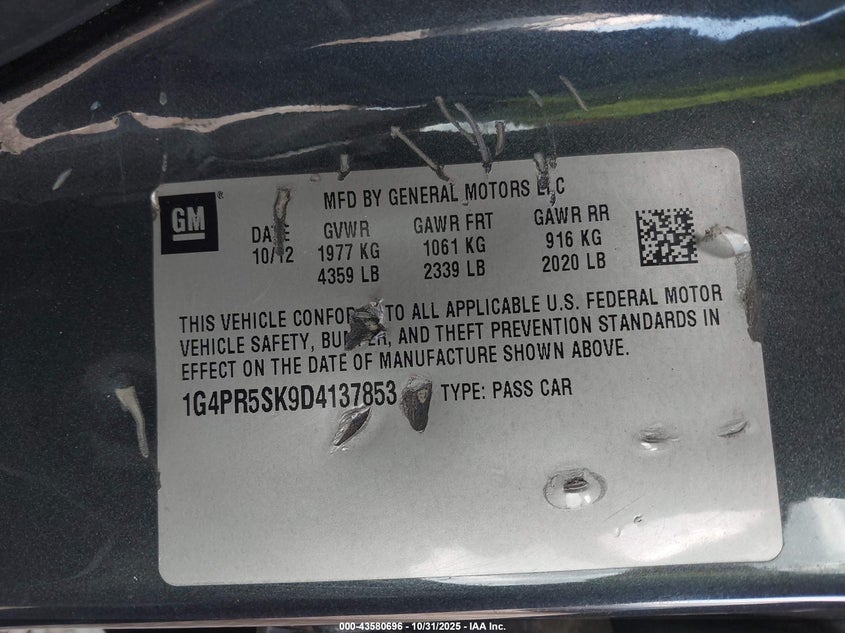 MFD BY GENERAL MOTORS LLC
GM
DATE GVWR GAWR FRT GAWR RR
10/12 1977 KG 1061 KG 916 KG
4359 LB 2339 LB 2020 LB
THIS VEHICLE CONFORMS TO ALL APPLICABLE U.S. FEDERAL MOTOR
VEHICLE SAFETY, BUMPER, AND THEFT PREVENTION STANDARDS IN
EFFECT ON THE DATE OF MANUFACTURE SHOWN ABOVE.
1G4PR5SK9D4137853 TYPE: PASS CAR
000-43580696 - 10/31/2025 - IAA Inc.